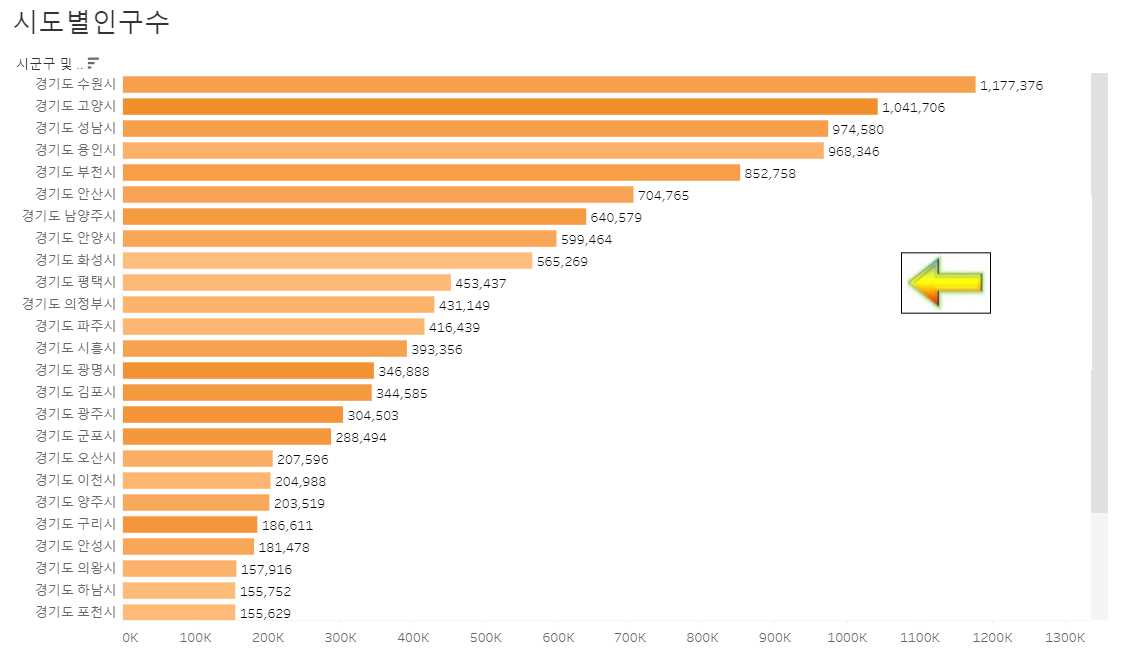 시도별인구수
시군구 및 ..
경기도 수원시 1,177,376
경기도 고양시 1,041,706
경기도 성남시 974,580
경기도 용인시 968,346
경기도 부천시 852,758
경기도 안산시 704,765
경기도 남양주시 640,579
경기도 안양시 599,464
경기도 화성시 565,269
경기도 평택시 453,437
경기도 의정부시 431,149
경기도 파주시 416,439
경기도 시흥시 393,356
경기도 광명시 346,888
경기도 김포시 344,585
경기도 광주시 304,503
경기도 군포시 288,494
경기도 오산시 207,596
경기도 이천시 204,988
경기도 양주시 203,519
경기도 구리시 186,611
경기도 안성시 181,478
경기도 의왕시 157,916
경기도 하남시 155,752
경기도 포천시 155,629
0K 100K 200K 300K 400K 500K 600K 700K 800K 900K 1000K 1100K 1200K 1300K